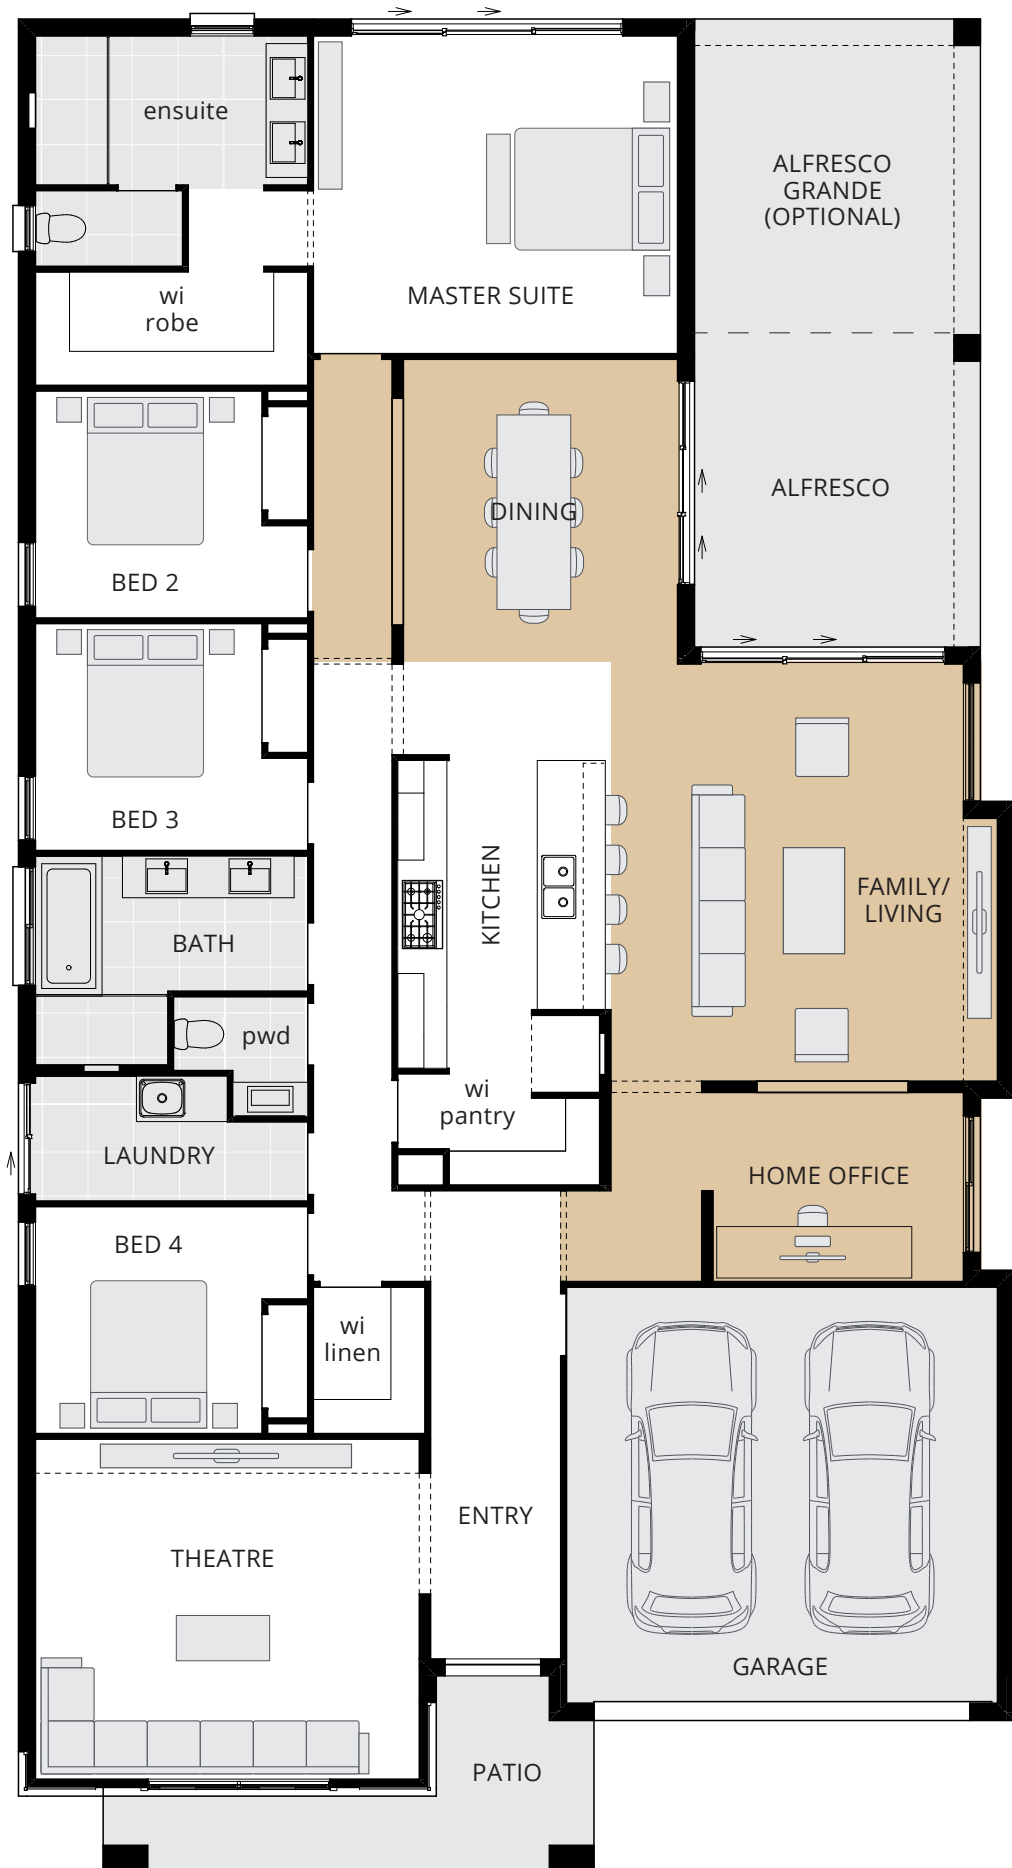 ensuite
ALFRESCO
GRANDE
(OPTIONAL)
wi
robe
MASTER SUITE
DINING
ALFRESCO
BED 2
BED 3
KITCHEN
FAMILY/
LIVING
BATH
pwd
wi
pantry
LAUNDRY
HOME OFFICE
BED 4
wi
linen
ENTRY
THEATRE
GARAGE
PATIO